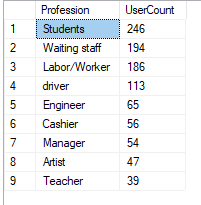 Profession UserCount
1 Students 246
2 Waiting staff 194
3 Labor/Worker 186
4 driver 113
5 Engineer 65
6 Cashier 56
7 Manager 54
8 Artist 47
9 Teacher 39